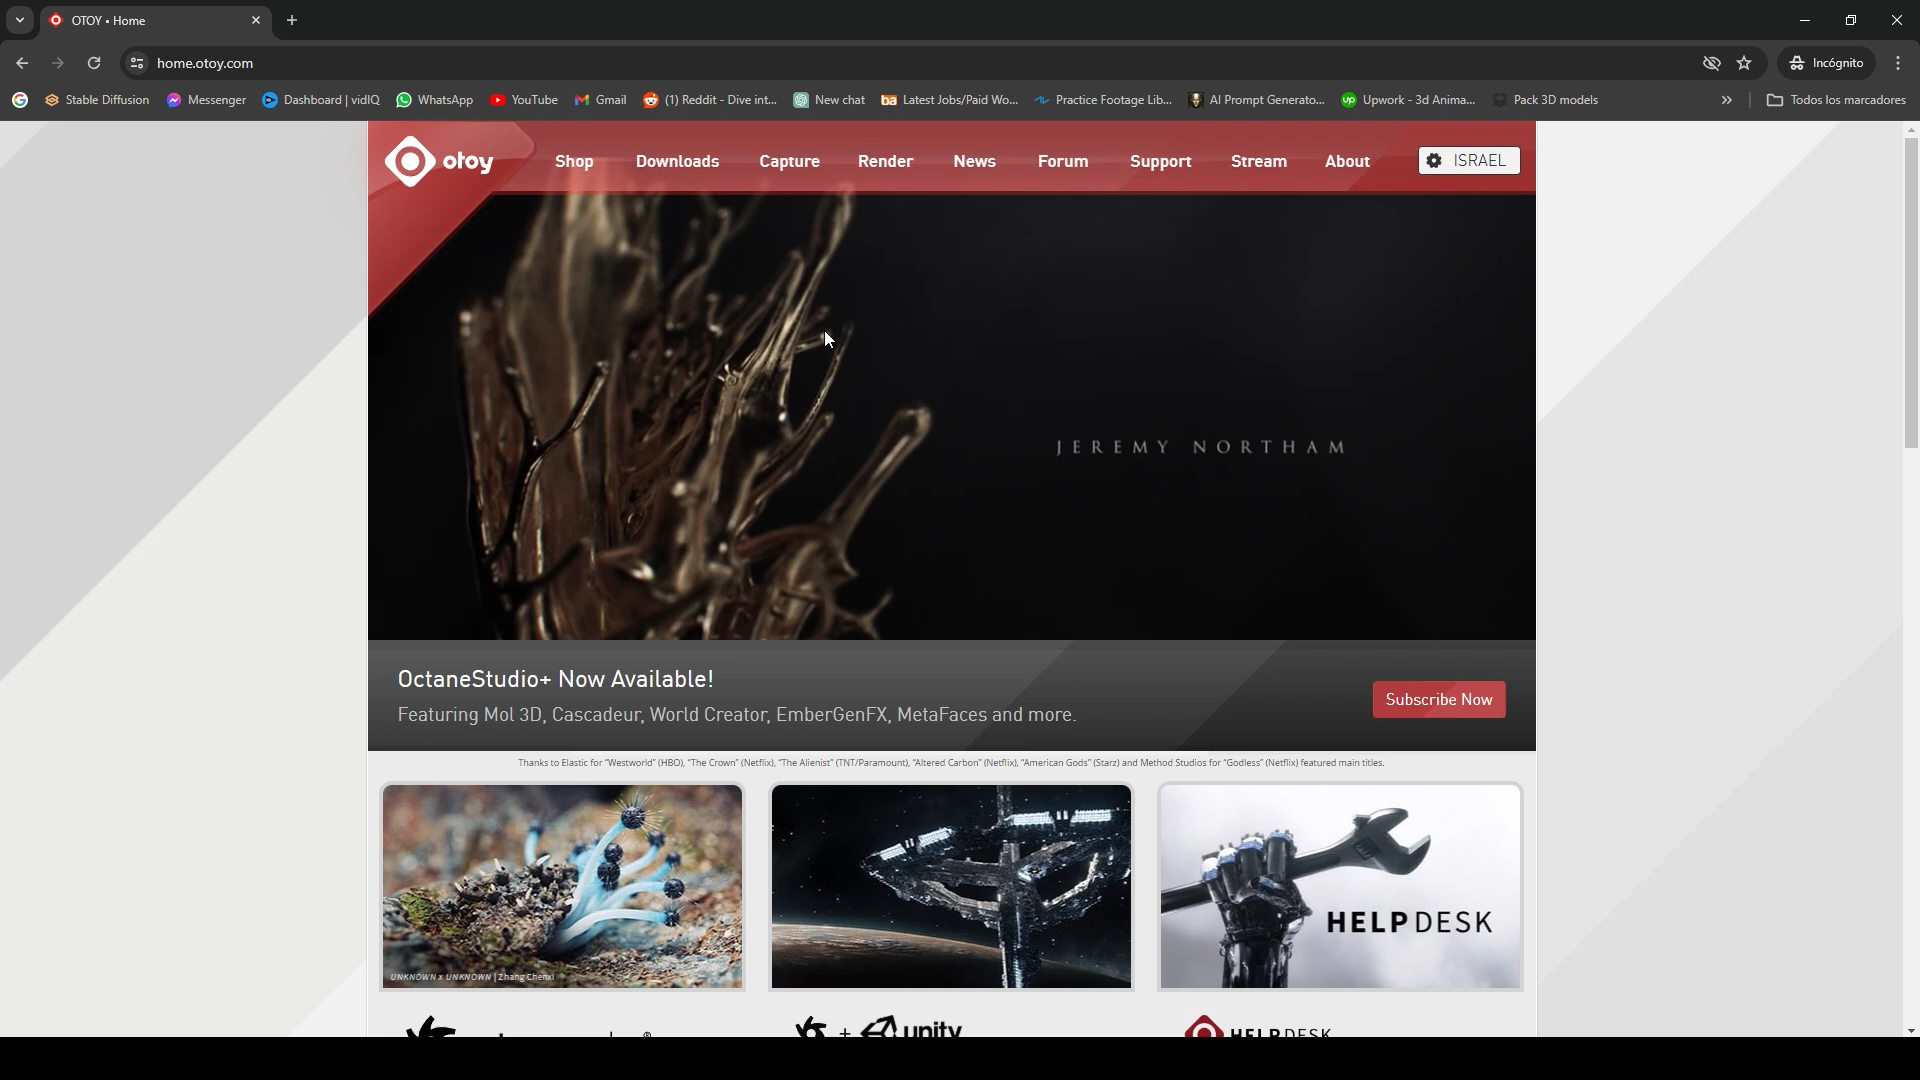 OTOY • Home
home.otoy.com
Incógnito
Stable Diffusion
Messenger
Dashboard | vidIQ
WhatsApp
YouTube
Gmail
(1) Reddit - Dive int...
New chat
Latest Jobs/Paid Wo...
Practice Footage Lib...
AI Prompt Generato...
Upwork - 3d Anima...
Pack 3D models
»
Todos los marcadores
otoy
Shop
Downloads
Capture
Render
News
Forum
Support
Stream
About
ISRAEL
JEREMY NORTHAM
OctaneStudio+ Now Available!
Featuring Mol 3D, Cascadeur, World Creator, EmberGenFX, MetaFaces and more.
Subscribe Now
Thanks to Elastic for "Westworld" (HBO), "The Crown" (Netflix), "The Alienist" (TNT/Paramount), "Altered Carbon" (Netflix), "American Gods" (Starz) and Method Studios for "Godless" (Netflix) featured main titles.
UNKNOWN x UNKNOWN | Zhang Chenxi
HELPDESK
+ unity
HELPDESK